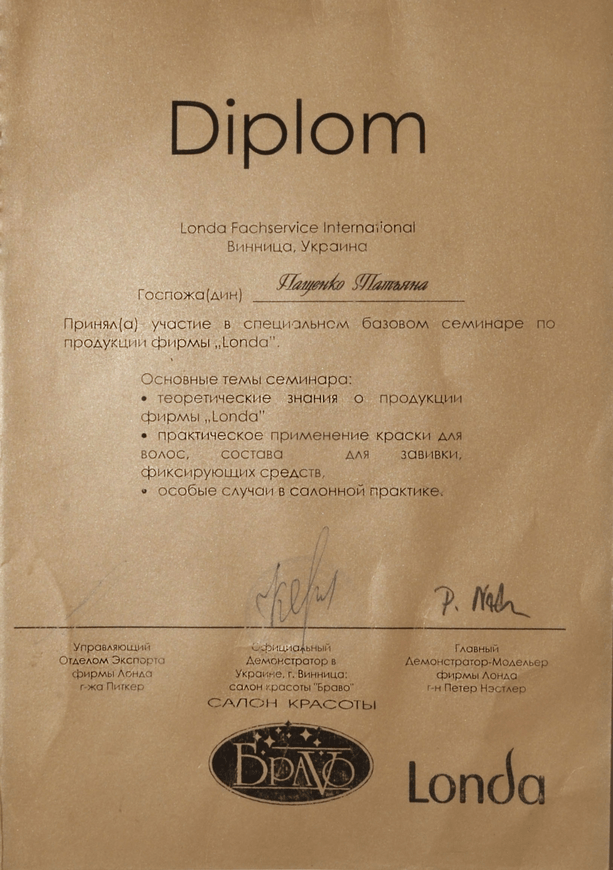 Diplom
Londa Fachservice International
Винница, Украина
Госпожа(дин) Пащенко Татьяна
Принял(а) участие в специальном базовом семинаре по
продукции фирмы „Londa".
Основные темы семинара:
• теоретические знания о продукции
фирмы „Londa"
• практическое применение краски для
волос, состава для завивки,
фиксирующих средств,
• особые случаи в салонной практике.
P.
Управляющий
Отделом Экспорта
фирмы Лонда
г-жа Питкер
Официальный
Демонстратор в
Украине, г. Винница:
салон красоты "Браво"
Главный
Демонстратор-Модельер
фирмы Лонда
г-н Петер Нэстлер
САЛОН КРАСОТЫ
БРАVО
Londa